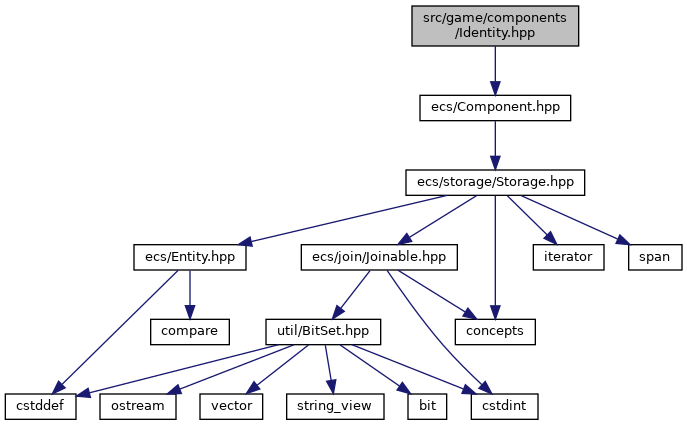 src/game/components
/Identity.hpp
ecs/Component.hpp
ecs/storage/Storage.hpp
ecs/Entity.hpp
ecs/join/Joinable.hpp
iterator
span
compare
util/BitSet.hpp
concepts
cstddef
ostream
vector
string_view
bit
cstdint